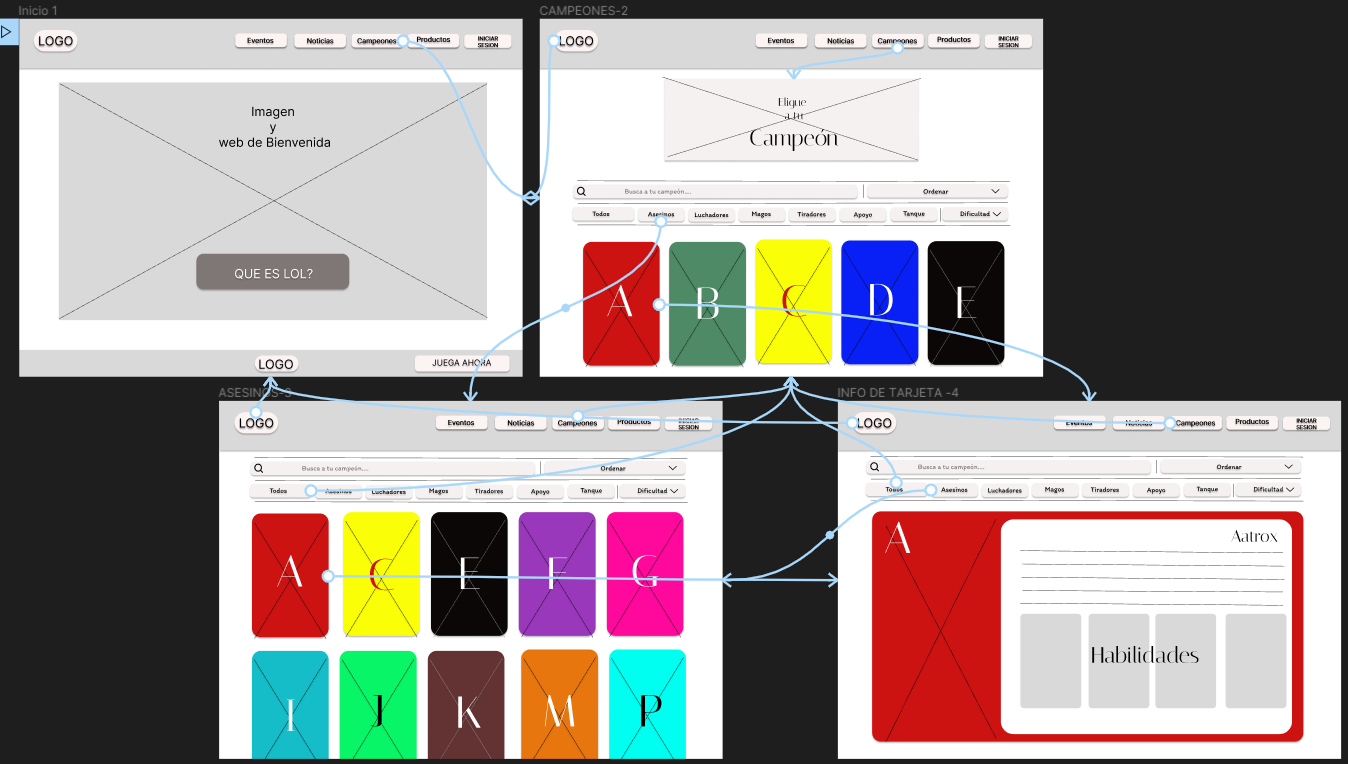 Inicio 1
LOGO
Eventos
Noticias
Campeones
Productos
INICIAR
SESION
Imagen
y
web de Bienvenida
QUE ES LOL?
LOGO
JUEGA AHORA
CAMPEONES-2
LOGO
Eventos
Noticias
Campeones
Productos
INICIAR
SESION
Eligue
a tu
Campeón
Busca a tu campeón....
Ordenar
Todos
Asesinos
Luchadores
Magos
Tiradores
Apoyo
Tanque
Dificultad
A
B
C
D
E
ASESINOS-3
LOGO
Eventos
Noticias
Campeones
Productos
INICIAR
SESION
Busca a tu campeón....
Ordenar
Todos
Asesinos
Luchadores
Magos
Tiradores
Apoyo
Tanque
Dificultad
A
C
E
F
G
I
J
K
M
P
INFO DE TARJETA -4
LOGO
Eventos
Noticias
Campeones
Productos
INICIAR
SESION
Busca a tu campeón....
Ordenar
Todos
Asesinos
Luchadores
Magos
Tiradores
Apoyo
Tanque
Dificultad
A
Aatrox
Habilidades